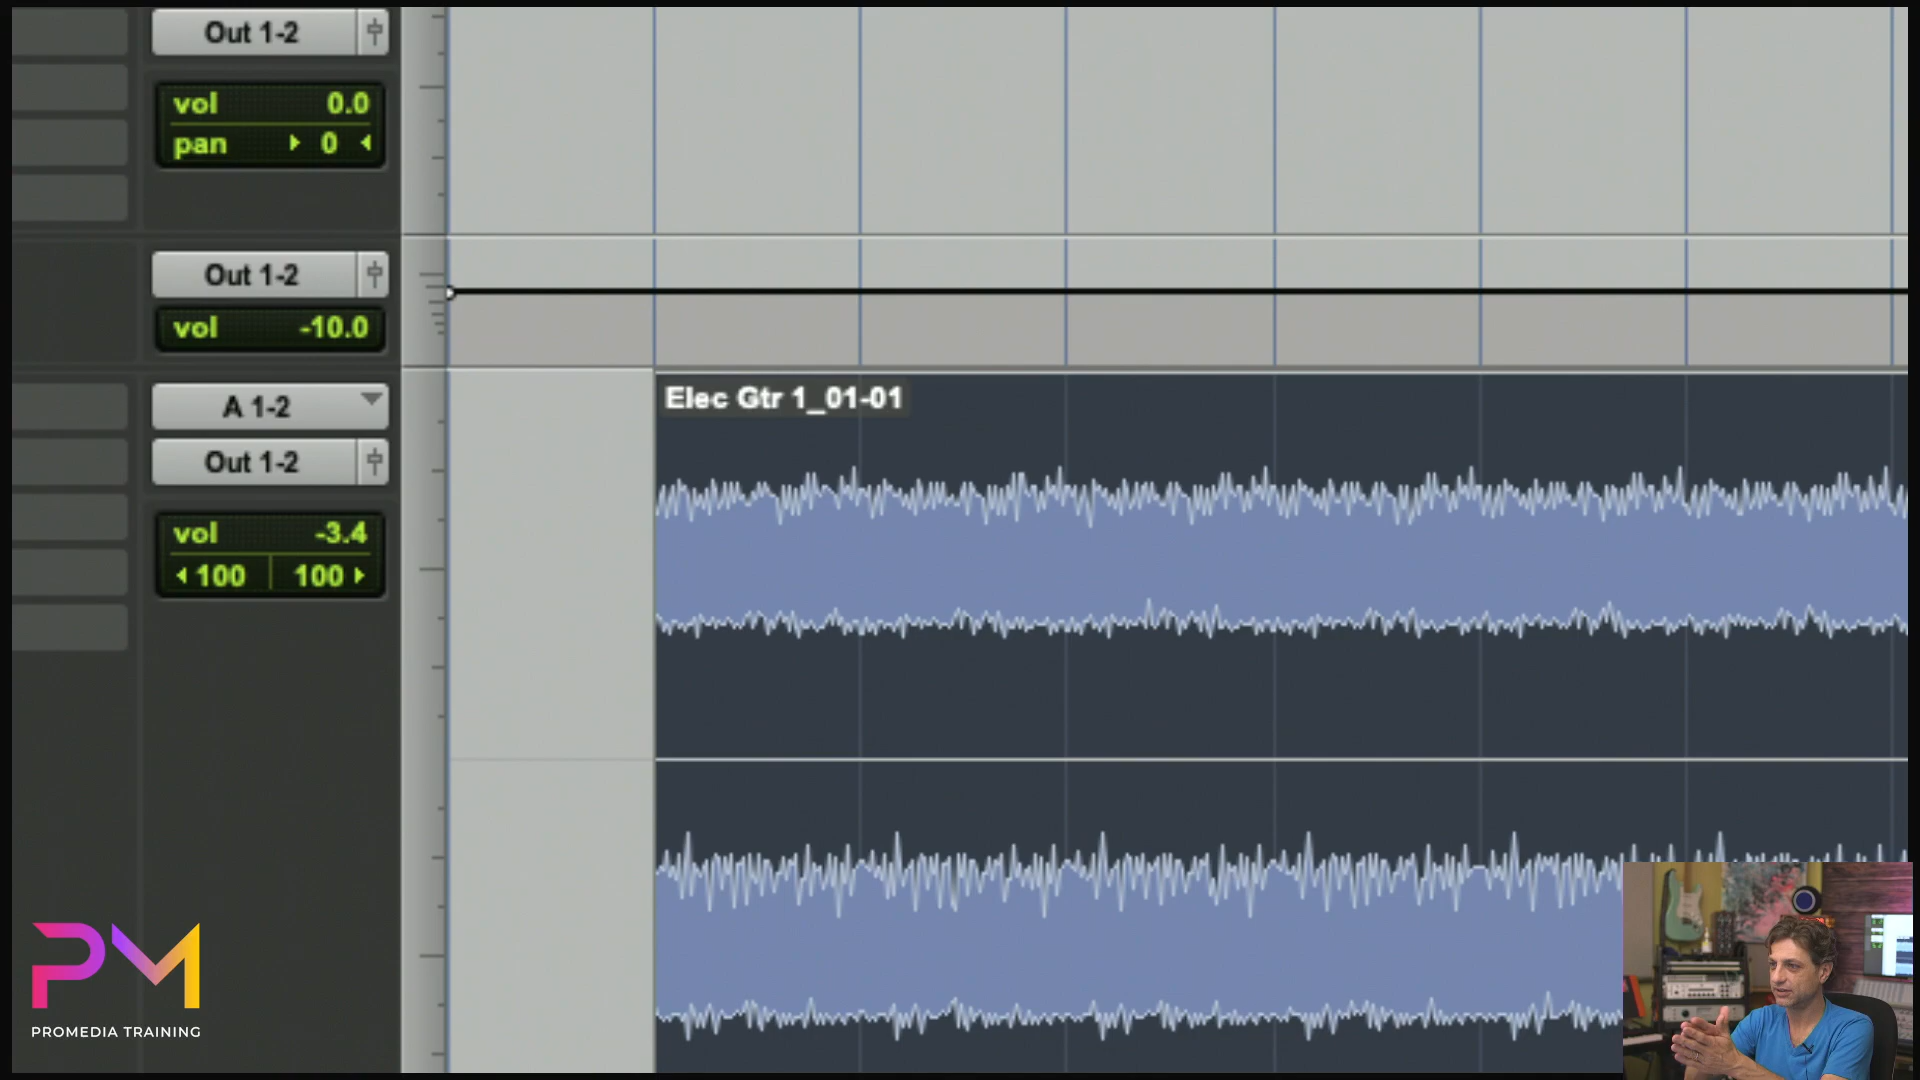 Out 1-2
vol 0.0
pan 0
Out 1-2
vol -10.0
A 1-2
Out 1-2
vol -3.4
100 100
Elec Gtr 1_01-01
PM
PROMEDIA TRAINING